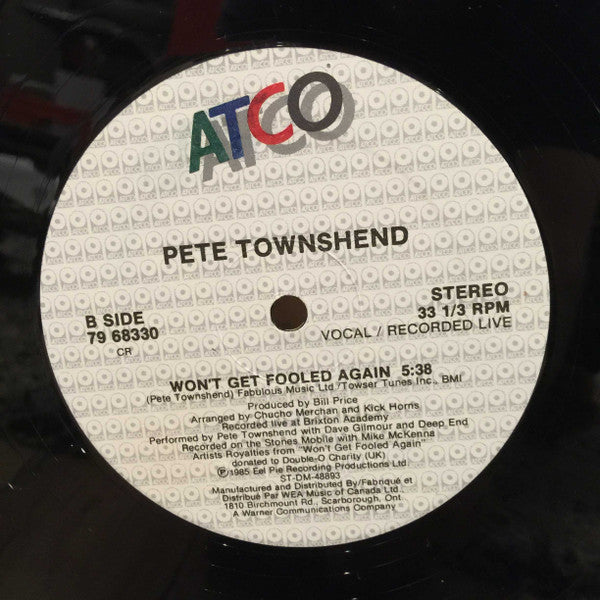 ATCO
PETE TOWNSHEND
B SIDE
79 68330
CR
STEREO
33 1/3 RPM
VOCAL / RECORDED LIVE
WON'T GET FOOLED AGAIN 5:38
(Pete Townshend) Fabulous Music Ltd./Towser Tunes Inc., BMI
Produced by Bill Price
Arranged by Chucho Merchan and Kick Horns
Recorded live at Brixton Academy
Performed by Pete Townshend with Dave Gilmour and Deep End
Recorded on the Stones Mobile with Mike McKenna
Artists Royalties from "Won't Get Fooled Again"
donated to Double-O Charity (UK)
Ⓟ1985 Eel Pie Recording Productions Ltd.
ST-DM-48893
Manufactured and Distributed By/Fabriqué et
Distribué Par WEA Music of Canada Ltd.,
1810 Birchmount Rd., Scarborough, Ont.
A Warner Communications Company